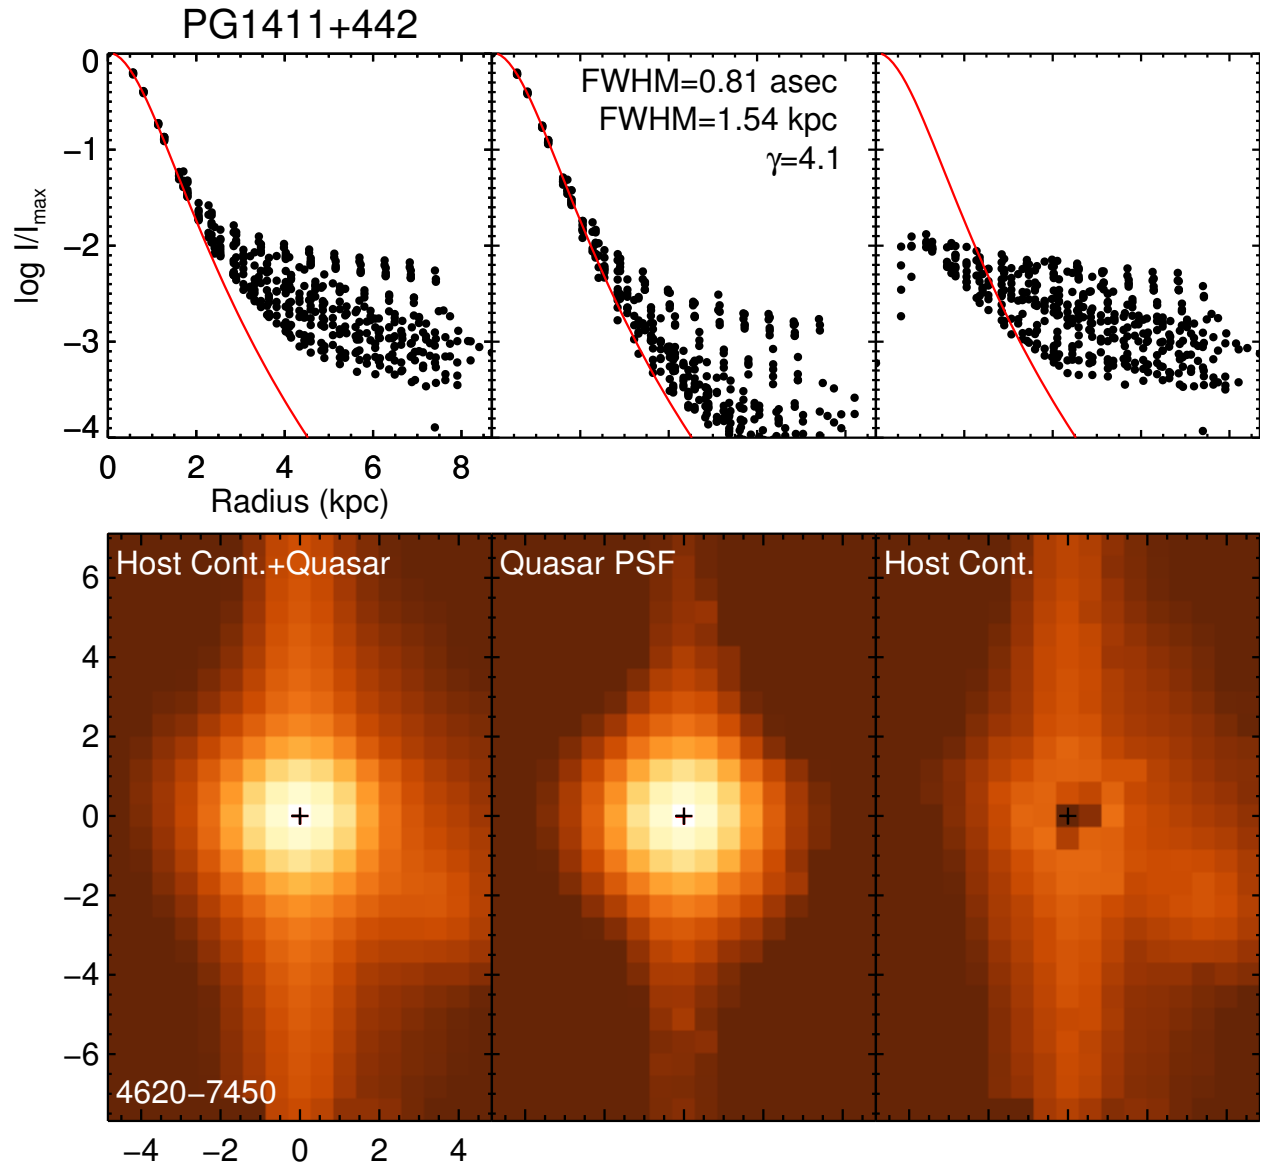 PG1411+442
log I/Imax
0
−1
−2
−3
−4
FWHM=0.81 asec
FWHM=1.54 kpc
γ=4.1
0 2 4 6 8
Radius (kpc)
Host Cont.+Quasar
Quasar PSF
Host Cont.
6
4
2
0
−2
−4
−6
4620−7450
−4 −2 0 2 4